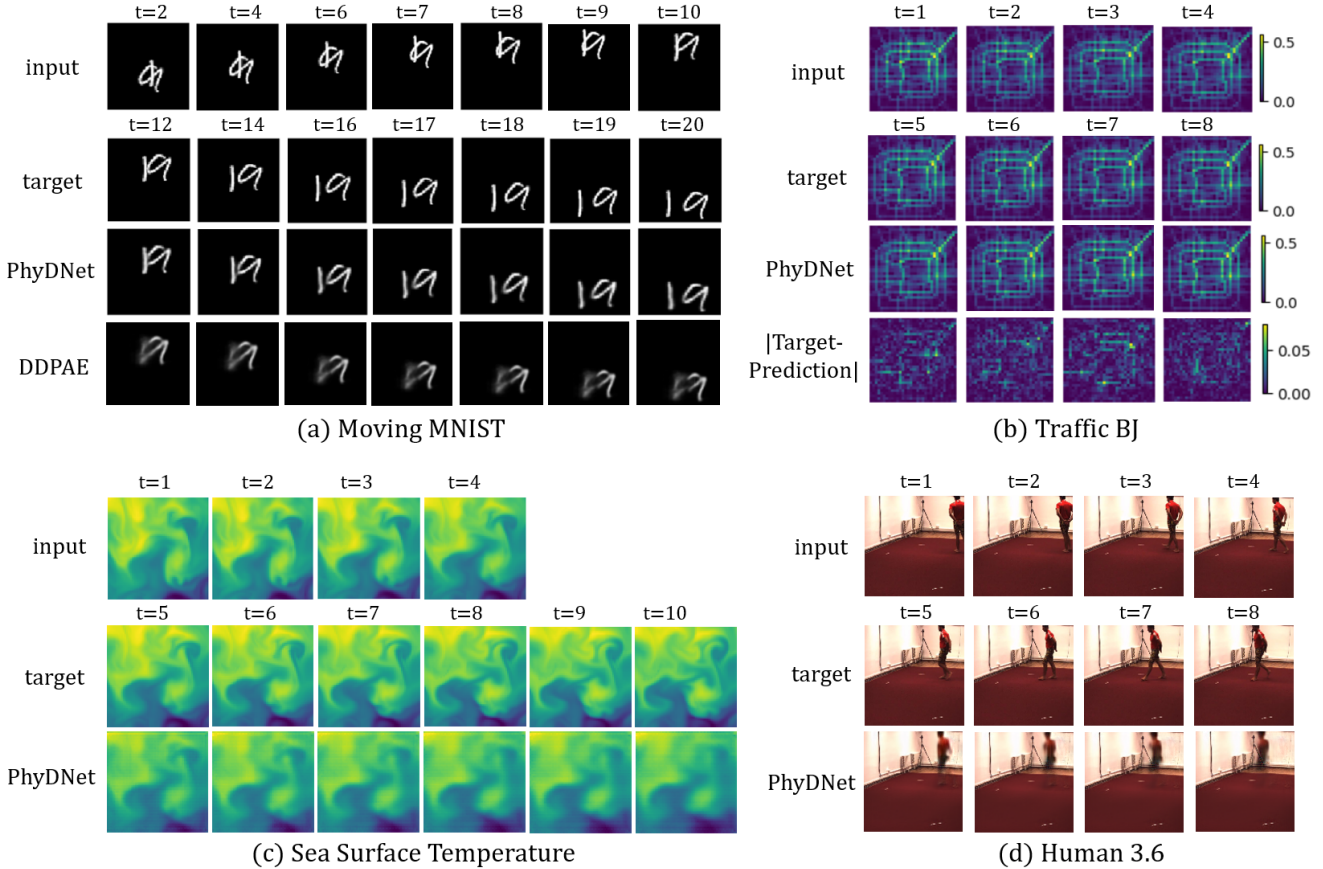 t=2 t=4 t=6 t=7 t=8 t=9 t=10
input
t=12 t=14 t=16 t=17 t=18 t=19 t=20
target
PhyDNet
DDPAE
(a) Moving MNIST
t=1 t=2 t=3 t=4
input
0.5
0.0
t=5 t=6 t=7 t=8
target
0.5
0.0
PhyDNet
0.5
0.0
|Target-
Prediction|
0.05
0.00
(b) Traffic BJ
t=1 t=2 t=3 t=4
input
t=5 t=6 t=7 t=8 t=9 t=10
target
PhyDNet
(c) Sea Surface Temperature
t=1 t=2 t=3 t=4
input
t=5 t=6 t=7 t=8
target
PhyDNet
(d) Human 3.6